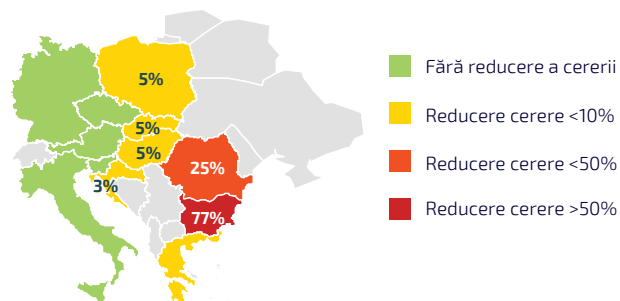 5%
5%
5%
25%
3%
77%
Fără reducere a cererii
Reducere cerere <10%
Reducere cerere <50%
Reducere cerere >50%